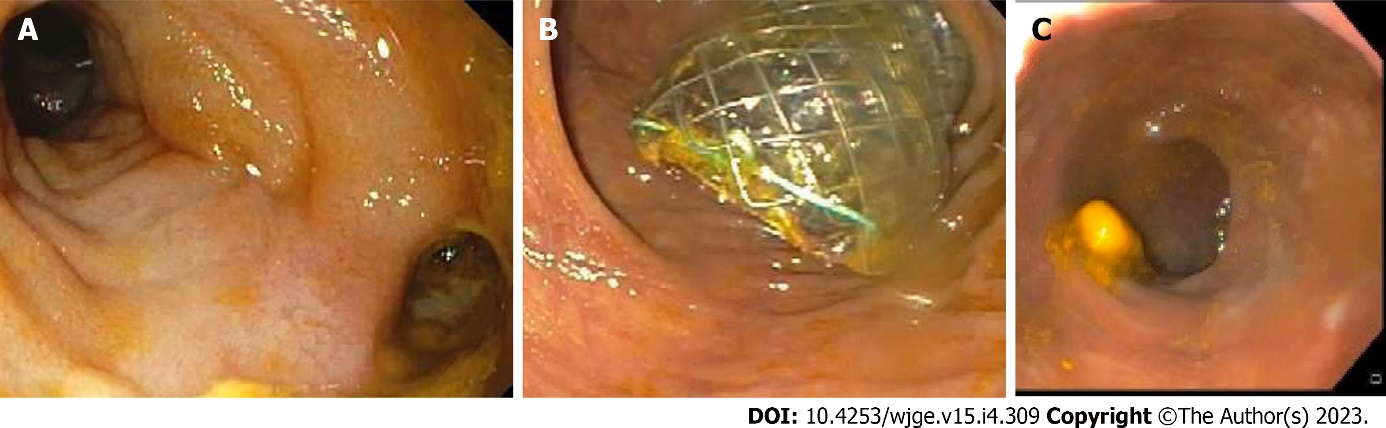 A
B
C
DOI: 10.4253/wjge.v15.i4.309 Copyright ©The Author(s) 2023.